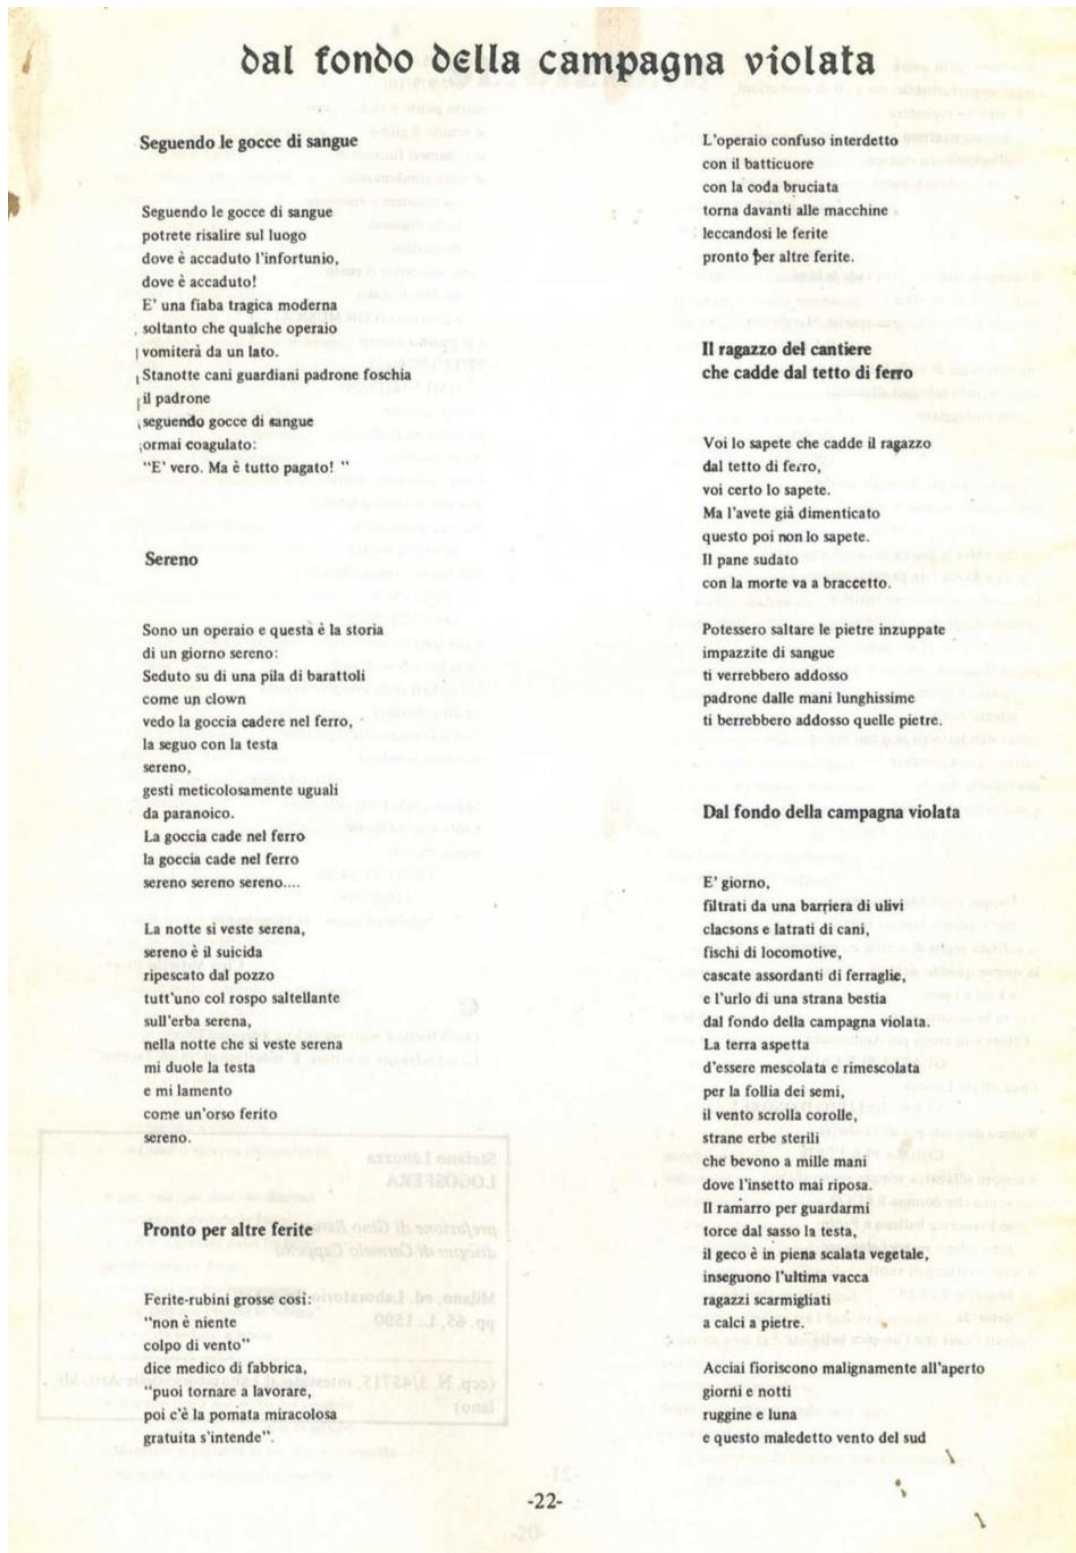 dal fondo della campagna violata
Seguendo le gocce di sangue
Seguendo le gocce di sangue
potrete risalire sul luogo
dove è accaduto l'infortunio,
dove è accaduto!
E' una fiaba tragica moderna
soltanto che qualche operaio
vomiterà da un lato.
Stanotte cani guardiani padrone foschia
il padrone
seguendo gocce di sangue
ormai coagulato:
"E' vero. Ma è tutto pagato! "
Sereno
Sono un operaio e questa è la storia
di un giorno sereno:
Seduto su di una pila di barattoli
come un clown
vedo la goccia cadere nel ferro,
la seguo con la testa
sereno,
gesti meticolosamente uguali
da paranoico.
La goccia cade nel ferro
la goccia cade nel ferro
sereno sereno sereno....
La notte si veste serena,
sereno è il suicida
ripescato dal pozzo
tutt'uno col rospo saltellante
sull'erba serena,
nella notte che si veste serena
mi duole la testa
e mi lamento
come un'orso ferito
sereno.
Pronto per altre ferite
Ferite-rubini grosse così:
"non è niente
colpo di vento"
dice medico di fabbrica,
"puoi tornare a lavorare,
poi c'è la pomata miracolosa
gratuita s'intende".
L'operaio confuso interdetto
con il batticuore
con la coda bruciata
torna davanti alle macchine
leccandosi le ferite
pronto per altre ferite.
Il ragazzo del cantiere
che cadde dal tetto di ferro
Voi lo sapete che cadde il ragazzo
dal tetto di ferro,
voi certo lo sapete.
Ma l'avete già dimenticato
questo poi non lo sapete.
Il pane sudato
con la morte va a braccetto.
Potessero saltare le pietre inzuppate
impazzite di sangue
ti verrebbero addosso
padrone dalle mani lunghissime
ti berrebbero addosso quelle pietre.
Dal fondo della campagna violata
E' giorno,
filtrati da una barriera di ulivi
clacsons e latrati di cani,
fischi di locomotive,
cascate assordanti di ferraglie,
e l'urlo di una strana bestia
dal fondo della campagna violata.
La terra aspetta
d'essere mescolata e rimescolata
per la follia dei semi,
il vento scrolla corolle,
strane erbe sterili
che bevono a mille mani
dove l'insetto mai riposa.
Il ramarro per guardarmi
torce dal sasso la testa,
il geco è in piena scalata vegetale,
inseguono l'ultima vacca
ragazzi scarmigliati
a calci a pietre.
Acciai fioriscono malignamente all'aperto
giorni e notti
ruggine e luna
e questo maledetto vento del sud
-22-